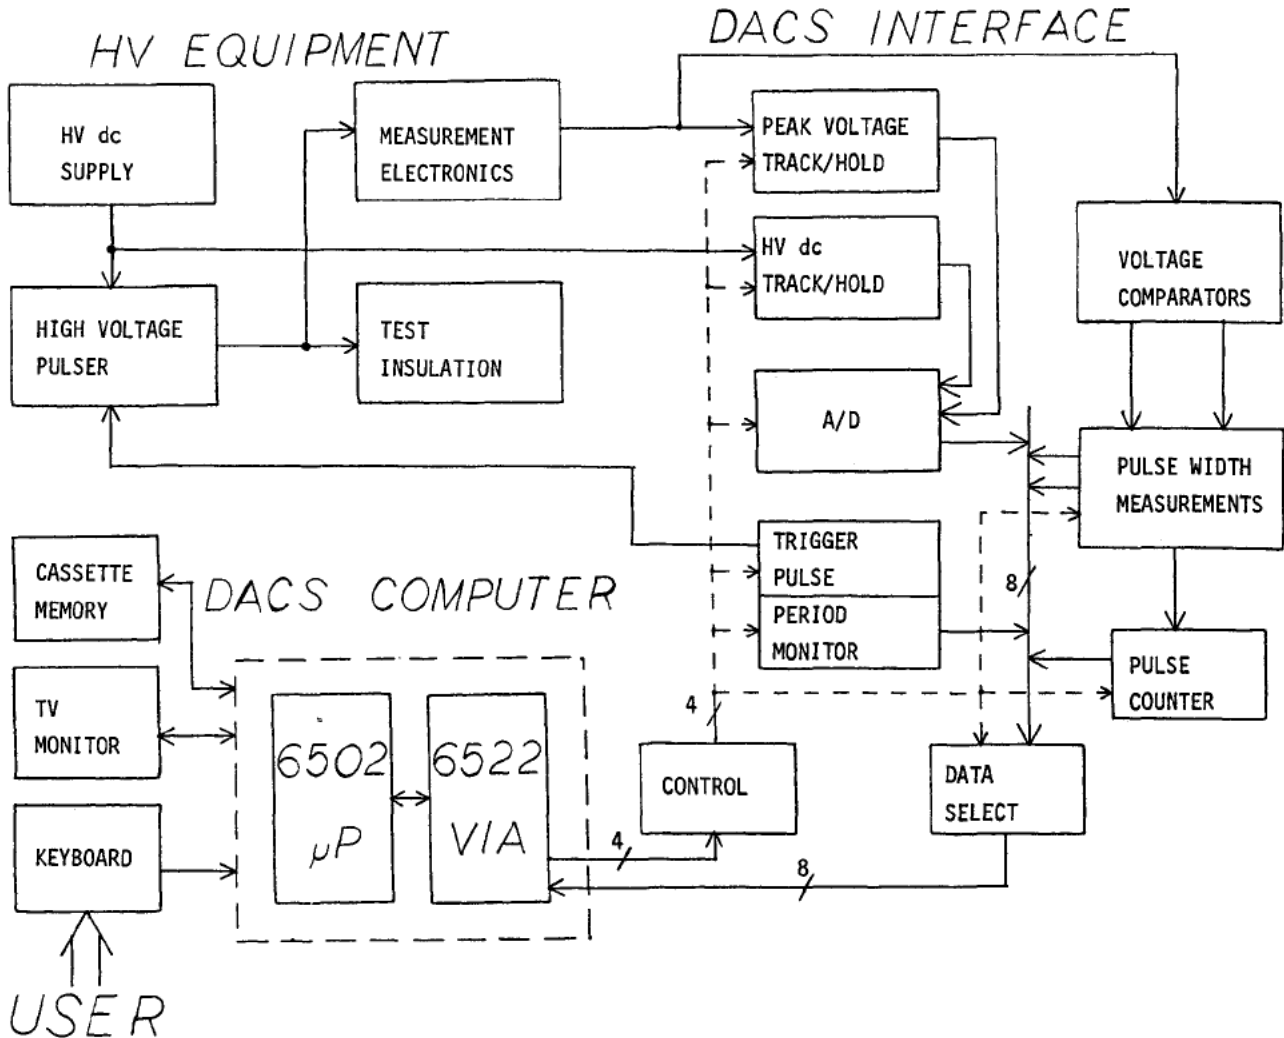 HV EQUIPMENT
DACS INTERFACE
HV dc
SUPPLY
MEASUREMENT
ELECTRONICS
PEAK VOLTAGE
TRACK/HOLD
HV dc
TRACK/HOLD
VOLTAGE
COMPARATORS
HIGH VOLTAGE
PULSER
TEST
INSULATION
A/D
PULSE WIDTH
MEASUREMENTS
TRIGGER
PULSE
PERIOD
MONITOR
8
CASSETTE
MEMORY
DACS COMPUTER
PULSE
COUNTER
TV
MONITOR
4
6502
µP
6522
VIA
CONTROL
DATA
SELECT
KEYBOARD
4
8
USER